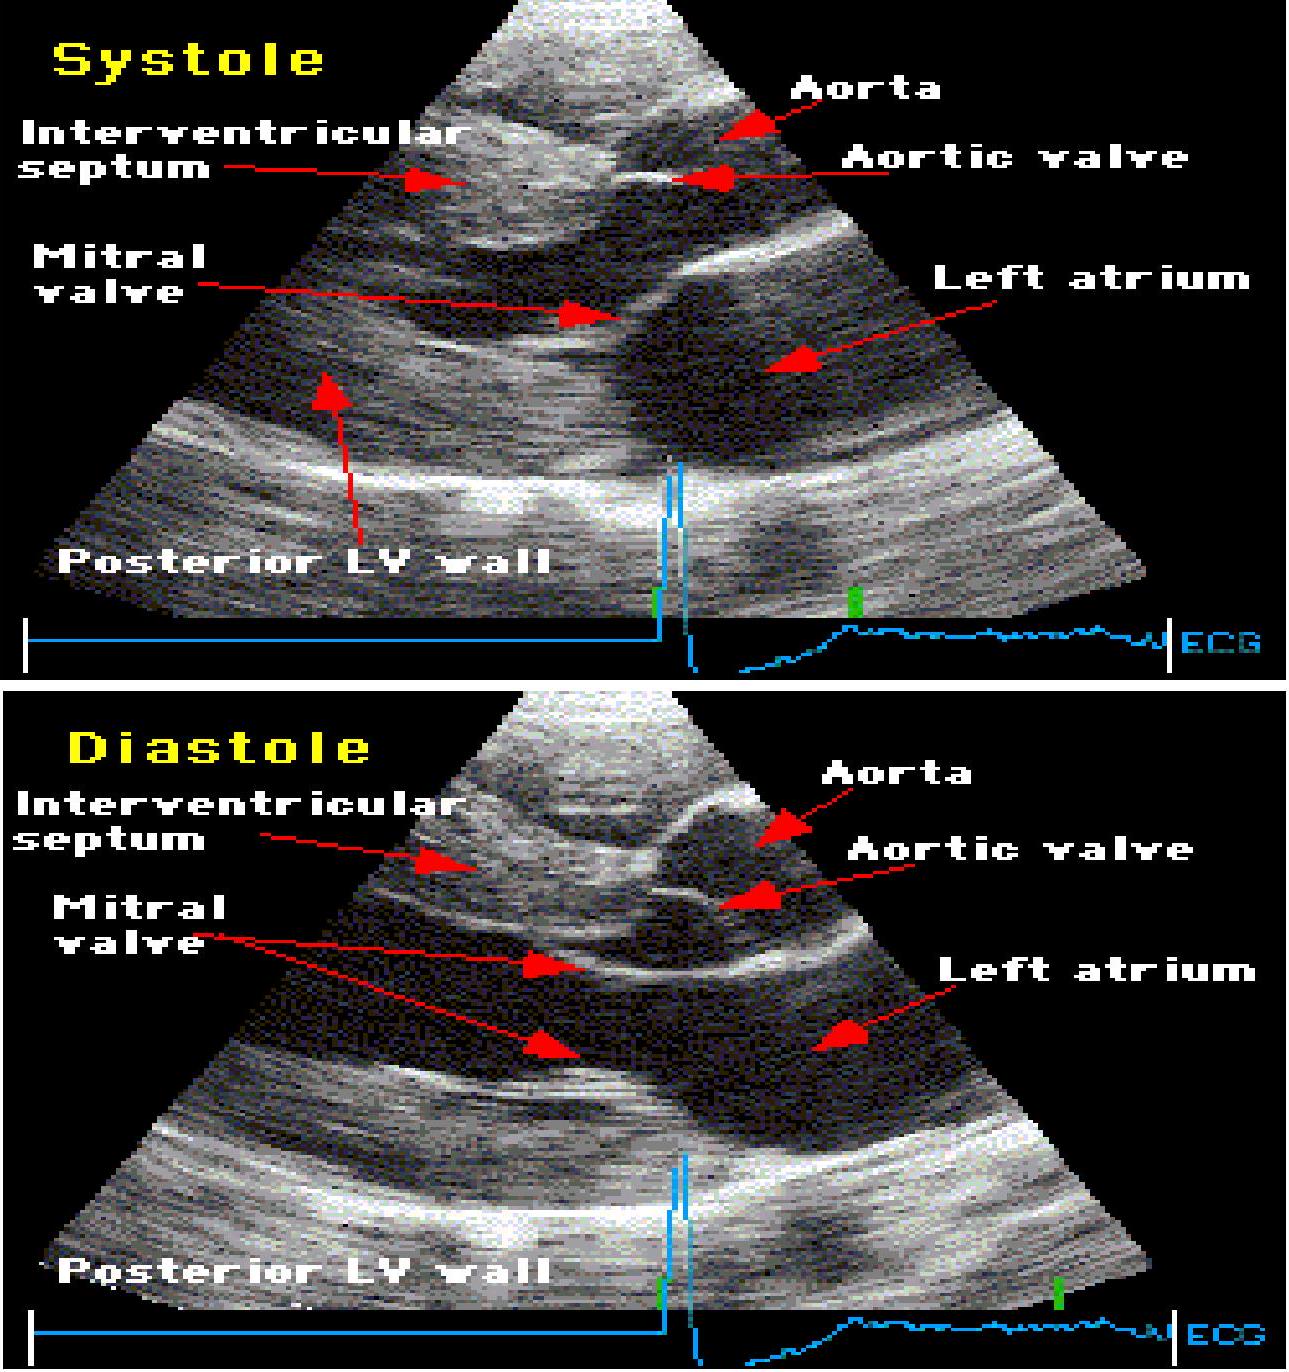 Systole
Aorta
Interventricular
septum
Aortic valve
Mitral
valve
Left atrium
Posterior LV wall
ECG
Diastole
Aorta
Interventricular
septum
Aortic valve
Mitral
valve
Left atrium
Posterior LV wall
ECG